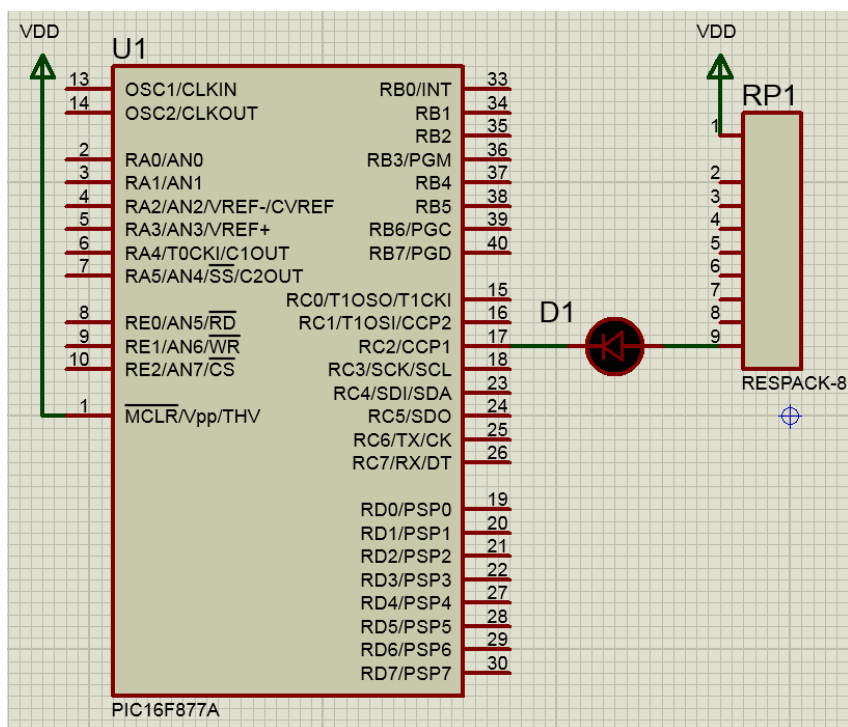 VDD
U1
13 OSC1/CLKIN
14 OSC2/CLKOUT
2 RA0/AN0
3 RA1/AN1
4 RA2/AN2/VREF-/CVREF
5 RA3/AN3/VREF+
6 RA4/T0CKI/C1OUT
7 RA5/AN4/SS/C2OUT
8 RE0/AN5/RD
9 RE1/AN6/WR
10 RE2/AN7/CS
1 MCLR/Vpp/THV
RB0/INT 33
RB1 34
RB2 35
RB3/PGM 36
RB4 37
RB5 38
RB6/PGC 39
RB7/PGD 40
RC0/T1OSO/T1CKI 15
RC1/T1OSI/CCP2 16
RC2/CCP1 17
RC3/SCK/SCL 18
RC4/SDI/SDA 23
RC5/SDO 24
RC6/TX/CK 25
RC7/RX/DT 26
RD0/PSP0 19
RD1/PSP1 20
RD2/PSP2 21
RD3/PSP3 22
RD4/PSP4 27
RD5/PSP5 28
RD6/PSP6 29
RD7/PSP7 30
PIC16F877A
D1
VDD
RP1
1
2
3
4
5
6
7
8
9
RESPACK-8